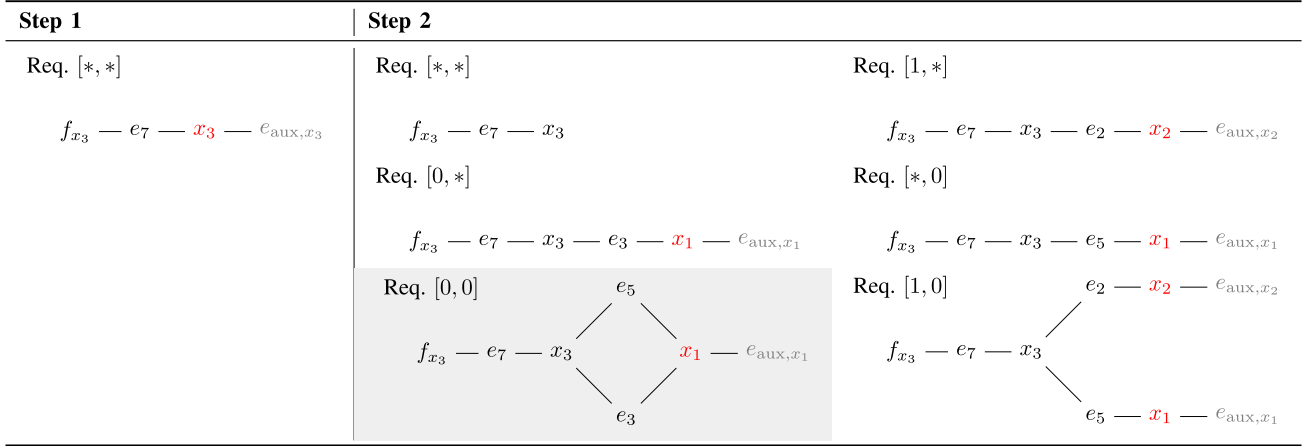 Step 1 Step 2
Req. [∗, ∗] Req. [∗, ∗] Req. [1, ∗]
f_{x_3} — e_7 — x_3 — e_{aux,x_3} f_{x_3} — e_7 — x_3 f_{x_3} — e_7 — x_3 — e_2 — x_2 — e_{aux,x_2}
Req. [0, ∗] Req. [∗, 0]
f_{x_3} — e_7 — x_3 — e_3 — x_1 — e_{aux,x_1} f_{x_3} — e_7 — x_3 — e_5 — x_1 — e_{aux,x_1}
Req. [0, 0] e_5 Req. [1, 0] e_2 — x_2 — e_{aux,x_2}
f_{x_3} — e_7 — x_3 x_1 — e_{aux,x_1} f_{x_3} — e_7 — x_3
e_3 e_5 — x_1 — e_{aux,x_1}